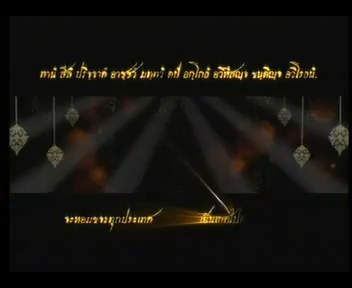 ทานํ สีลํ ปริจฺจาคํ อาชฺชวํ มทฺทวํ ตปํ อกฺโกธํ อวิหึสญฺจ ขนฺติญฺจ อวิโรธนํ.
จะหอมขจรทุกประเทศ